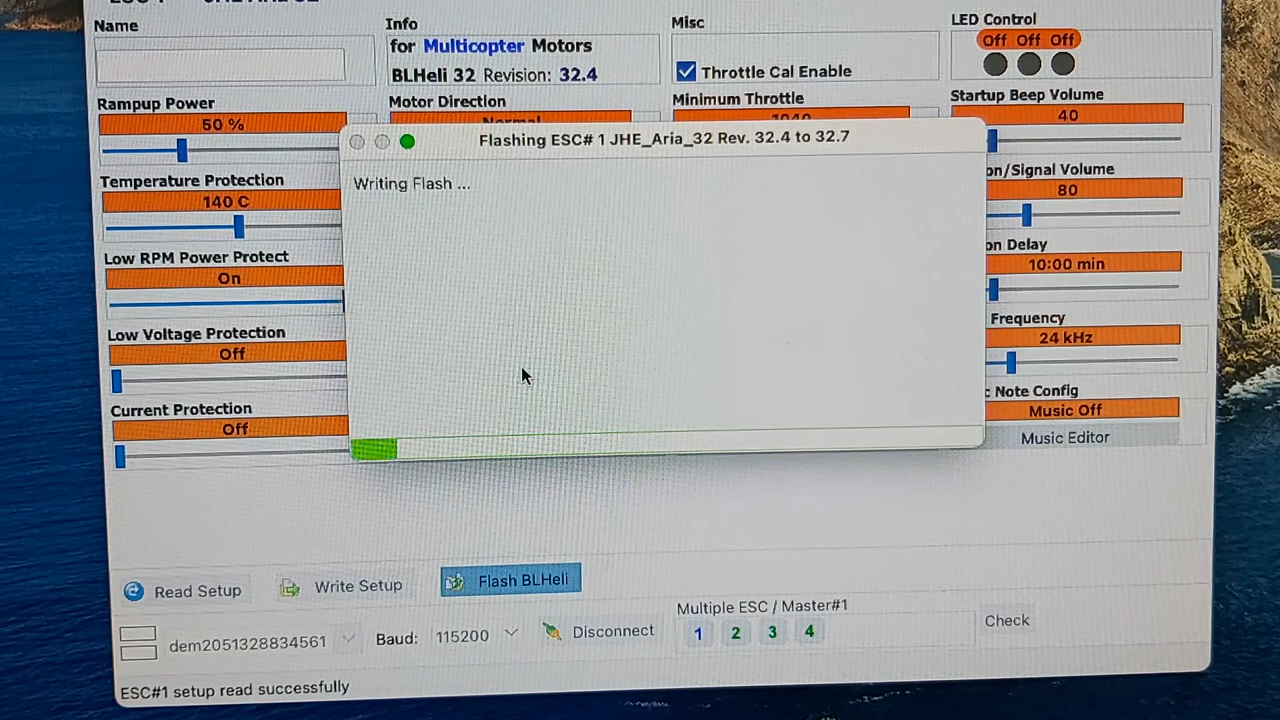 Name
Info
for Multicopter Motors
BLHeli 32 Revision: 32.4
Misc
Throttle Cal Enable
LED Control
Off Off Off
Rampup Power
50 %
Motor Direction
Normal
Minimum Throttle
1040
Startup Beep Volume
40
Flashing ESC# 1 JHE_Aria_32 Rev. 32.4 to 32.7
Writing Flash ...
Temperature Protection
140 C
on/Signal Volume
80
Low RPM Power Protect
On
on Delay
10:00 min
Low Voltage Protection
Off
Frequency
24 kHz
Current Protection
Off
c Note Config
Music Off
Music Editor
Read Setup
Write Setup
Flash BLHeli
dem2051328834561
Baud: 115200
Disconnect
Multiple ESC / Master#1
1 2 3 4
Check
ESC#1 setup read successfully